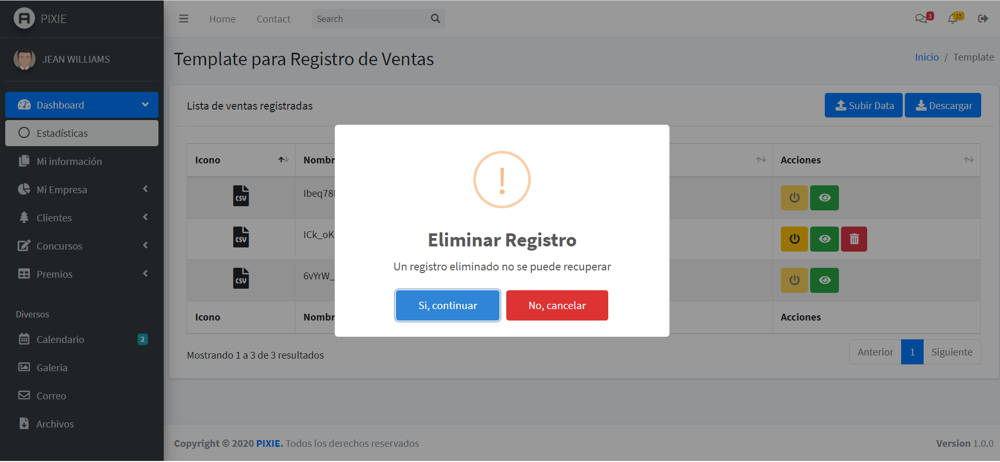 PIXIE
Home
Contact
Search
3
15
JEAN WILLIAMS
Template para Registro de Ventas
Inicio / Template
Dashboard
Estadísticas
Mi información
Mi Empresa
Clientes
Concursos
Premios
Diversos
Calendario 2
Galeria
Correo
Archivos
Lista de ventas registradas
Subir Data
Descargar
Icono
Nombr
Acciones
CSV
Ibeq78
CSV
ICk_oK
CSV
6vYrW_
Icono
Nombr
Acciones
Mostrando 1 a 3 de 3 resultados
Anterior 1 Siguiente
!
Eliminar Registro
Un registro eliminado no se puede recuperar
Si, continuar
No, cancelar
Copyright © 2020 PIXIE. Todos los derechos reservados
Version 1.0.0